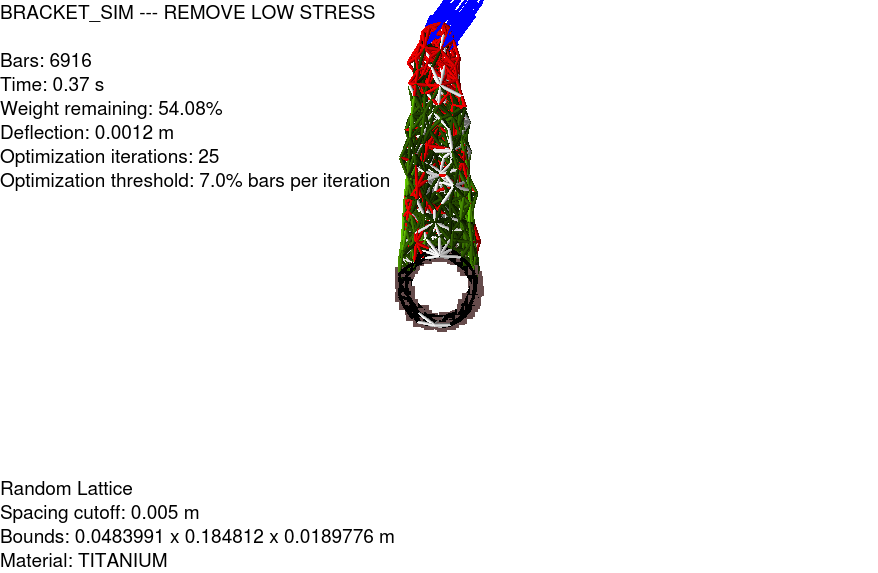 BRACKET_SIM --- REMOVE LOW STRESS
Bars: 6916
Time: 0.37 s
Weight remaining: 54.08%
Deflection: 0.0012 m
Optimization iterations: 25
Optimization threshold: 7.0% bars per iteration
Random Lattice
Spacing cutoff: 0.005 m
Bounds: 0.0483991 x 0.184812 x 0.0189776 m
Material: TITANIUM